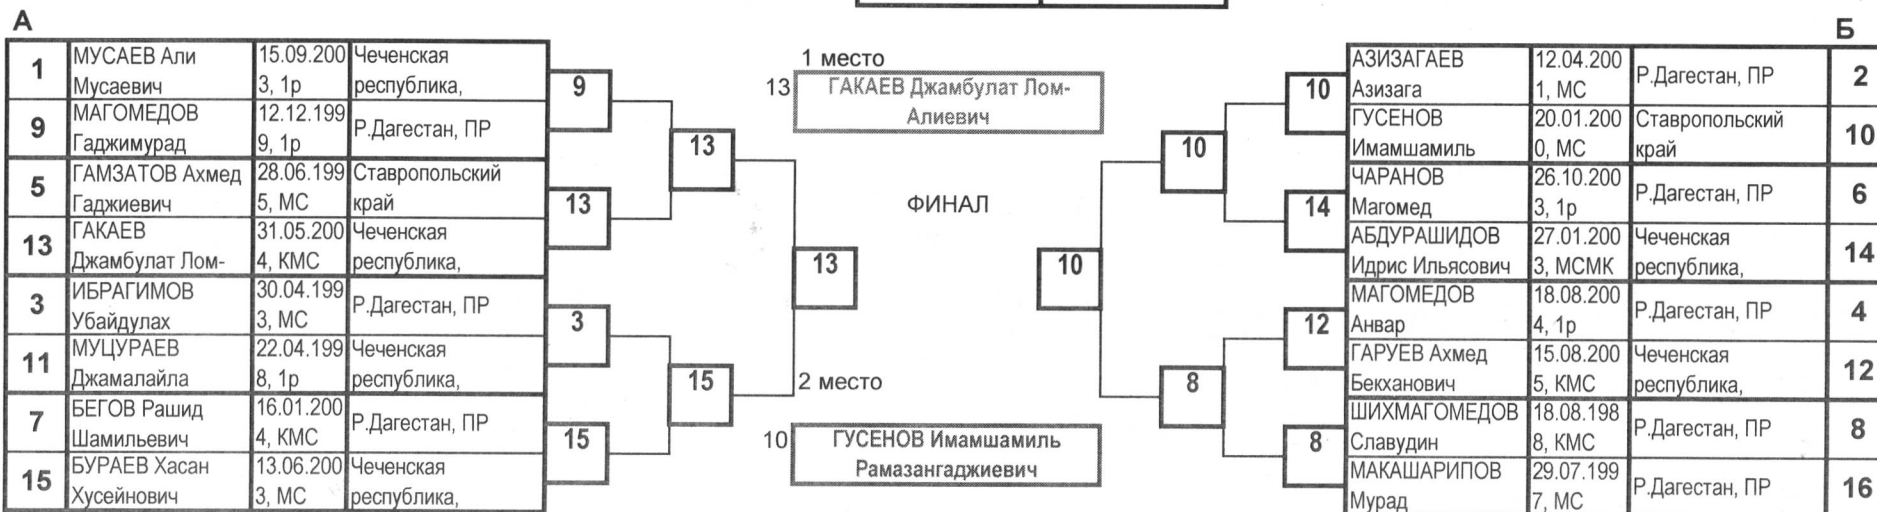 А
1
МУСАЕВ Али
Мусаевич
15.09.200
3, 1р
Чеченская
республика,
9
МАГОМЕДОВ
Гаджимурад
12.12.199
9, 1р
Р.Дагестан, ПР
5
ГАМЗАТОВ Ахмед
Гаджиевич
28.06.199
5, МС
Ставропольский
край
13
ГАКАЕВ
Джамбулат Лом-
31.05.200
4, КМС
Чеченская
республика,
3
ИБРАГИМОВ
Убайдулах
30.04.199
3, МС
Р.Дагестан, ПР
11
МУЦУРАЕВ
Джамалайла
22.04.199
8, 1р
Чеченская
республика,
7
БЕГОВ Рашид
Шамильевич
16.01.200
4, КМС
Р.Дагестан, ПР
15
БУРАЕВ Хасан
Хусейнович
13.06.200
3, МС
Чеченская
республика,
9
13
3
15
13
15
13
1 место
13
ГАКАЕВ Джамбулат Лом-
Алиевич
ФИНАЛ
2 место
10
ГУСЕНОВ Имамшамиль
Рамазангаджиевич
10
10
8
10
14
12
8
Б
АЗИЗАГАЕВ
Азизага
12.04.200
1, МС
Р.Дагестан, ПР
2
ГУСЕНОВ
Имамшамиль
20.01.200
0, МС
Ставропольский
край
10
ЧАРАНОВ
Магомед
26.10.200
3, 1р
Р.Дагестан, ПР
6
АБДУРАШИДОВ
Идрис Ильясович
27.01.200
3, МСМК
Чеченская
республика,
14
МАГОМЕДОВ
Анвар
18.08.200
4, 1р
Р.Дагестан, ПР
4
ГАРУЕВ Ахмед
Бекханович
15.08.200
5, КМС
Чеченская
республика,
12
ШИХМАГОМЕДОВ
Славудин
18.08.198
8, КМС
Р.Дагестан, ПР
8
МАКАШАРИПОВ
Мурад
29.07.199
7, МС
Р.Дагестан, ПР
16